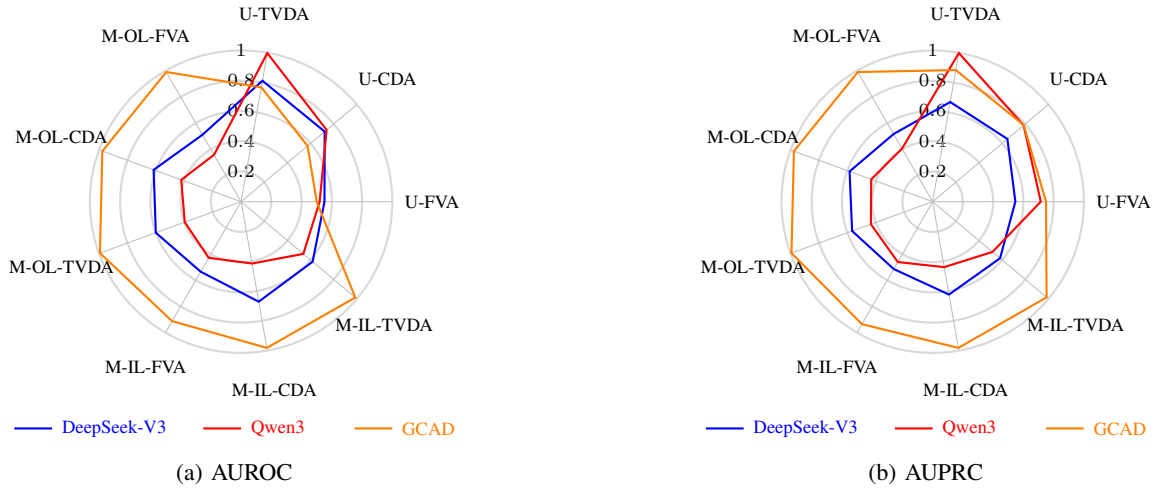 U-TVDA
M-OL-FVA
U-CDA
M-OL-CDA
U-FVA
M-OL-TVDA
M-IL-TVDA
M-IL-FVA
M-IL-CDA
1
0.8
0.6
0.4
0.2
DeepSeek-V3 Qwen3 GCAD
(a) AUROC
U-TVDA
M-OL-FVA
U-CDA
M-OL-CDA
U-FVA
M-OL-TVDA
M-IL-TVDA
M-IL-FVA
M-IL-CDA
1
0.8
0.6
0.4
0.2
DeepSeek-V3 Qwen3 GCAD
(b) AUPRC